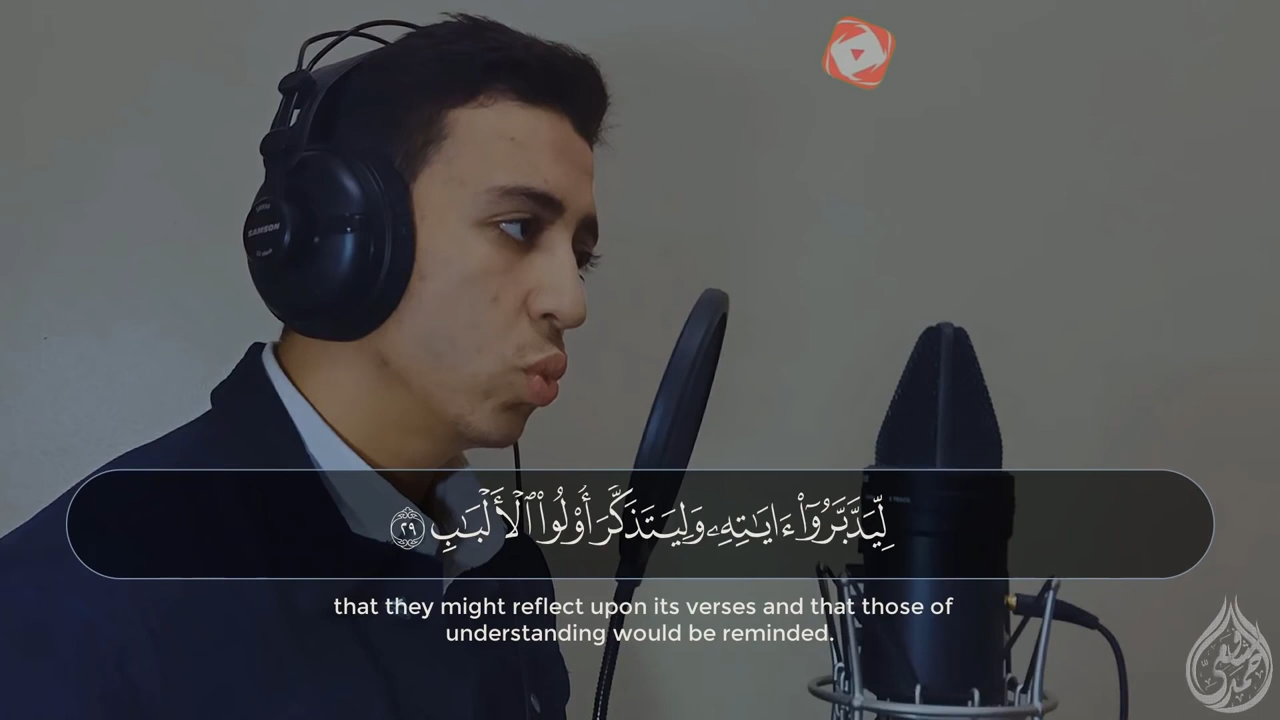 SAMSON
لِّيَدَّبَّرُوٓا۟ ءَايَـٰتِهِۦ وَلِيَتَذَكَّرَ أُو۟لُوا۟ ٱلْأَلْبَـٰبِ ٢٩
that they might reflect upon its verses and that those of
understanding would be reminded.